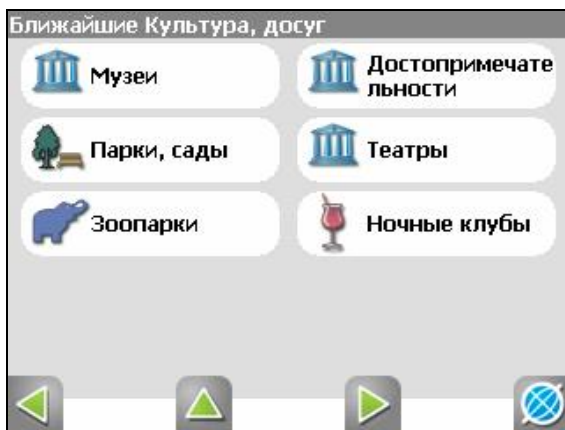 Ближайшие Культура, досуг
Музеи
Достопримечате
льности
Парки, сады
Театры
Зоопарки
Ночные клубы